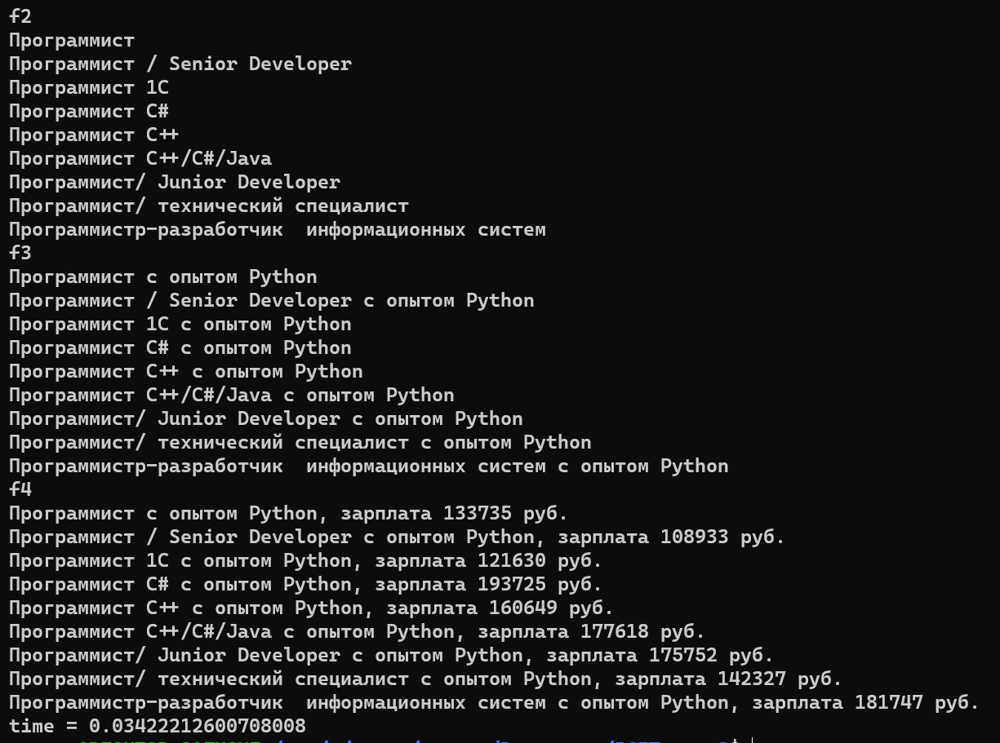 f2
Программист
Программист / Senior Developer
Программист 1C
Программист C#
Программист C++
Программист C++/C#/Java
Программист/ Junior Developer
Программист/ технический специалист
Программистр-разработчик  информационных систем
f3
Программист с опытом Python
Программист / Senior Developer с опытом Python
Программист 1C с опытом Python
Программист C# с опытом Python
Программист C++ с опытом Python
Программист C++/C#/Java с опытом Python
Программист/ Junior Developer с опытом Python
Программист/ технический специалист с опытом Python
Программистр-разработчик  информационных систем с опытом Python
f4
Программист с опытом Python, зарплата 133735 руб.
Программист / Senior Developer с опытом Python, зарплата 108933 руб.
Программист 1C с опытом Python, зарплата 121630 руб.
Программист C# с опытом Python, зарплата 193725 руб.
Программист C++ с опытом Python, зарплата 160649 руб.
Программист C++/C#/Java с опытом Python, зарплата 177618 руб.
Программист/ Junior Developer с опытом Python, зарплата 175752 руб.
Программист/ технический специалист с опытом Python, зарплата 142327 руб.
Программистр-разработчик  информационных систем с опытом Python, зарплата 181747 руб.
time = 0.03422212600708008